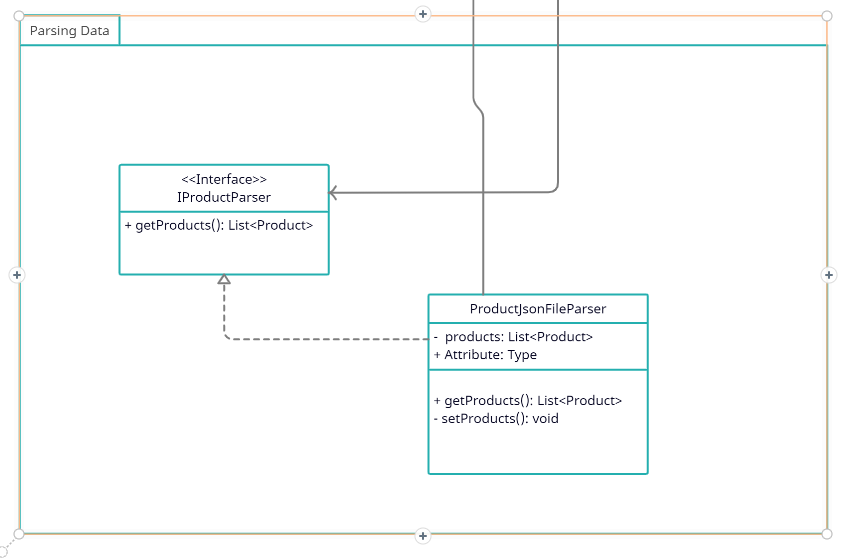 Parsing Data
<<Interface>>
IProductParser
+ getProducts(): List<Product>
ProductJsonFileParser
- products: List<Product>
+ Attribute: Type
+ getProducts(): List<Product>
- setProducts(): void